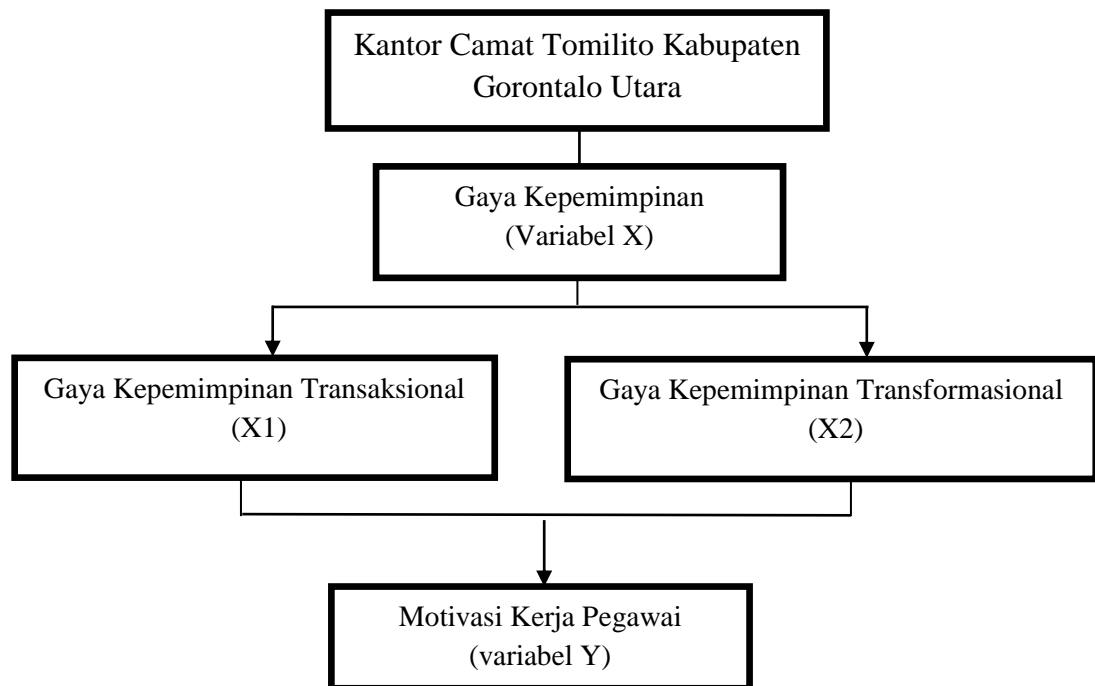 Kantor Camat Tomilito Kabupaten
Gorontalo Utara
Gaya Kepemimpinan
(Variabel X)
Gaya Kepemimpinan Transaksional
(X1)
Gaya Kepemimpinan Transformasional
(X2)
Motivasi Kerja Pegawai
(variabel Y)